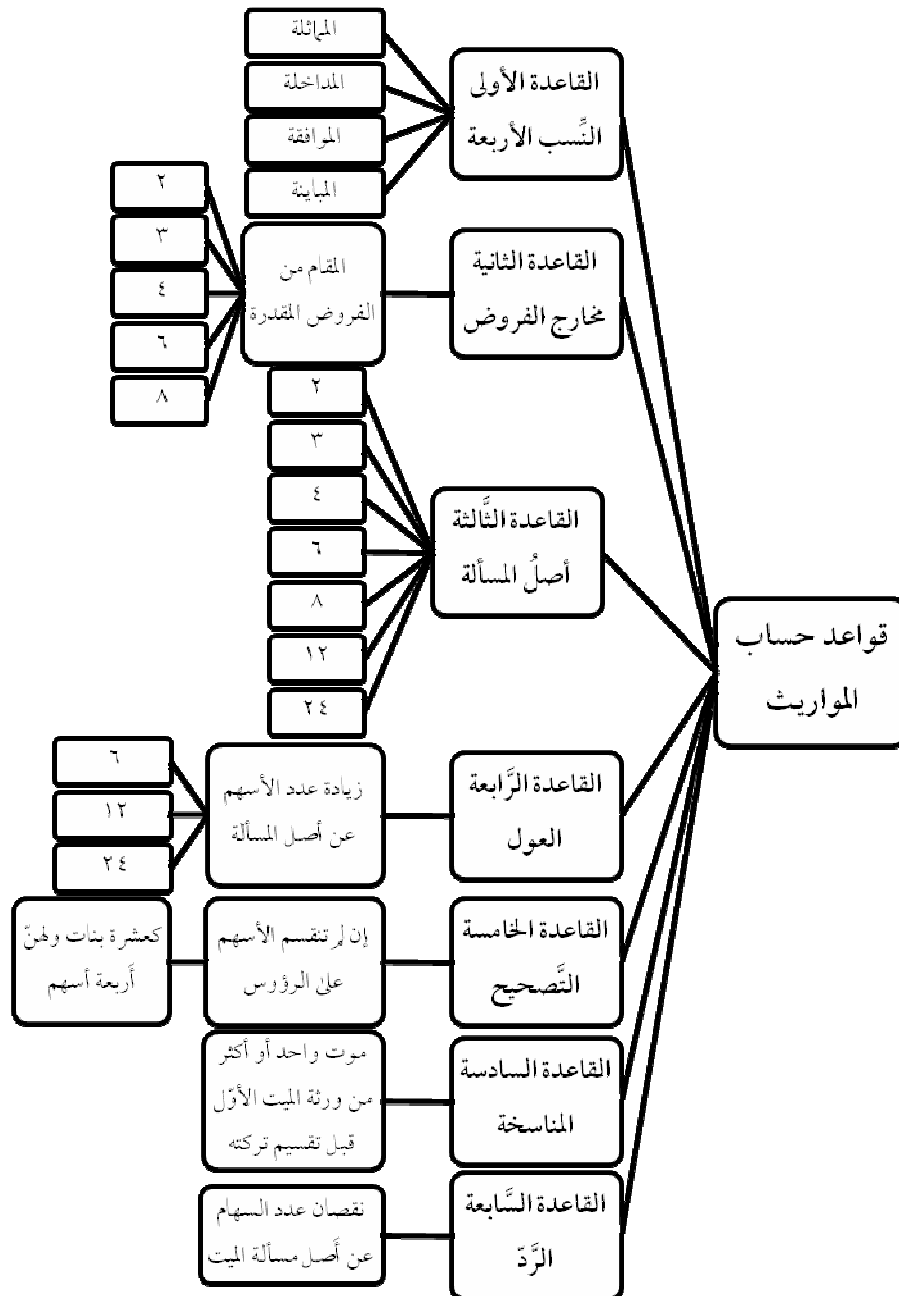 قواعد حساب
المواريث
القاعدة الأولى
النِّسب الأربعة
المماثلة
المداخلة
الموافقة
المباينة
القاعدة الثانية
مخارج الفروض
المقام من
الفروض المقدرة
٢
٣
٤
٦
٨
القاعدة الثَّالثة
أصلُ المسألة
٢
٣
٤
٦
٨
١٢
٢٤
القاعدة الرَّابعة
العول
زيادة عدد الأسهم
عن أصل المسألة
٦
١٢
٢٤
القاعدة الخامسة
التَّصحيح
إن لم تنقسم الأسهم
على الرؤوس
كعشرة بنات ولهنّ
أربعة أسهم
القاعدة السادسة
المناسخة
موت واحد أو أكثر
من ورثة الميت الأوّل
قبل تقسيم تركته
القاعدة السَّابعة
الرَّدّ
نقصان عدد السهام
عن أصل مسألة الميت